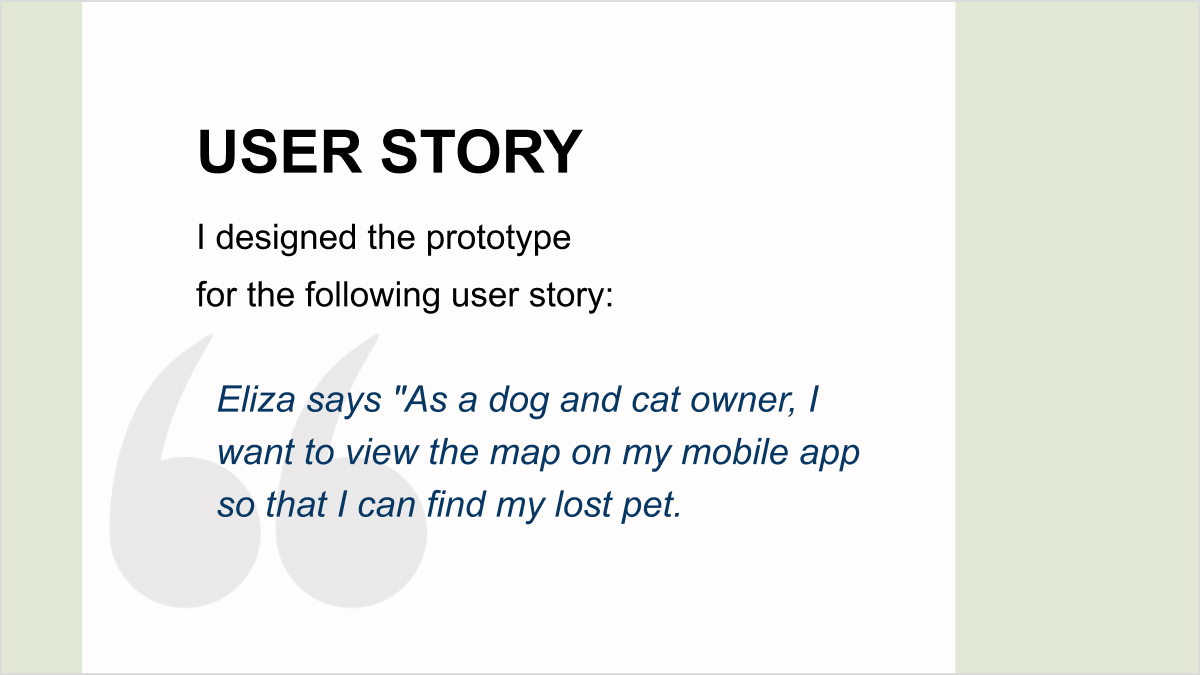 USER STORY
I designed the prototype
for the following user story:
Eliza says "As a dog and cat owner, I
want to view the map on my mobile app
so that I can find my lost pet.